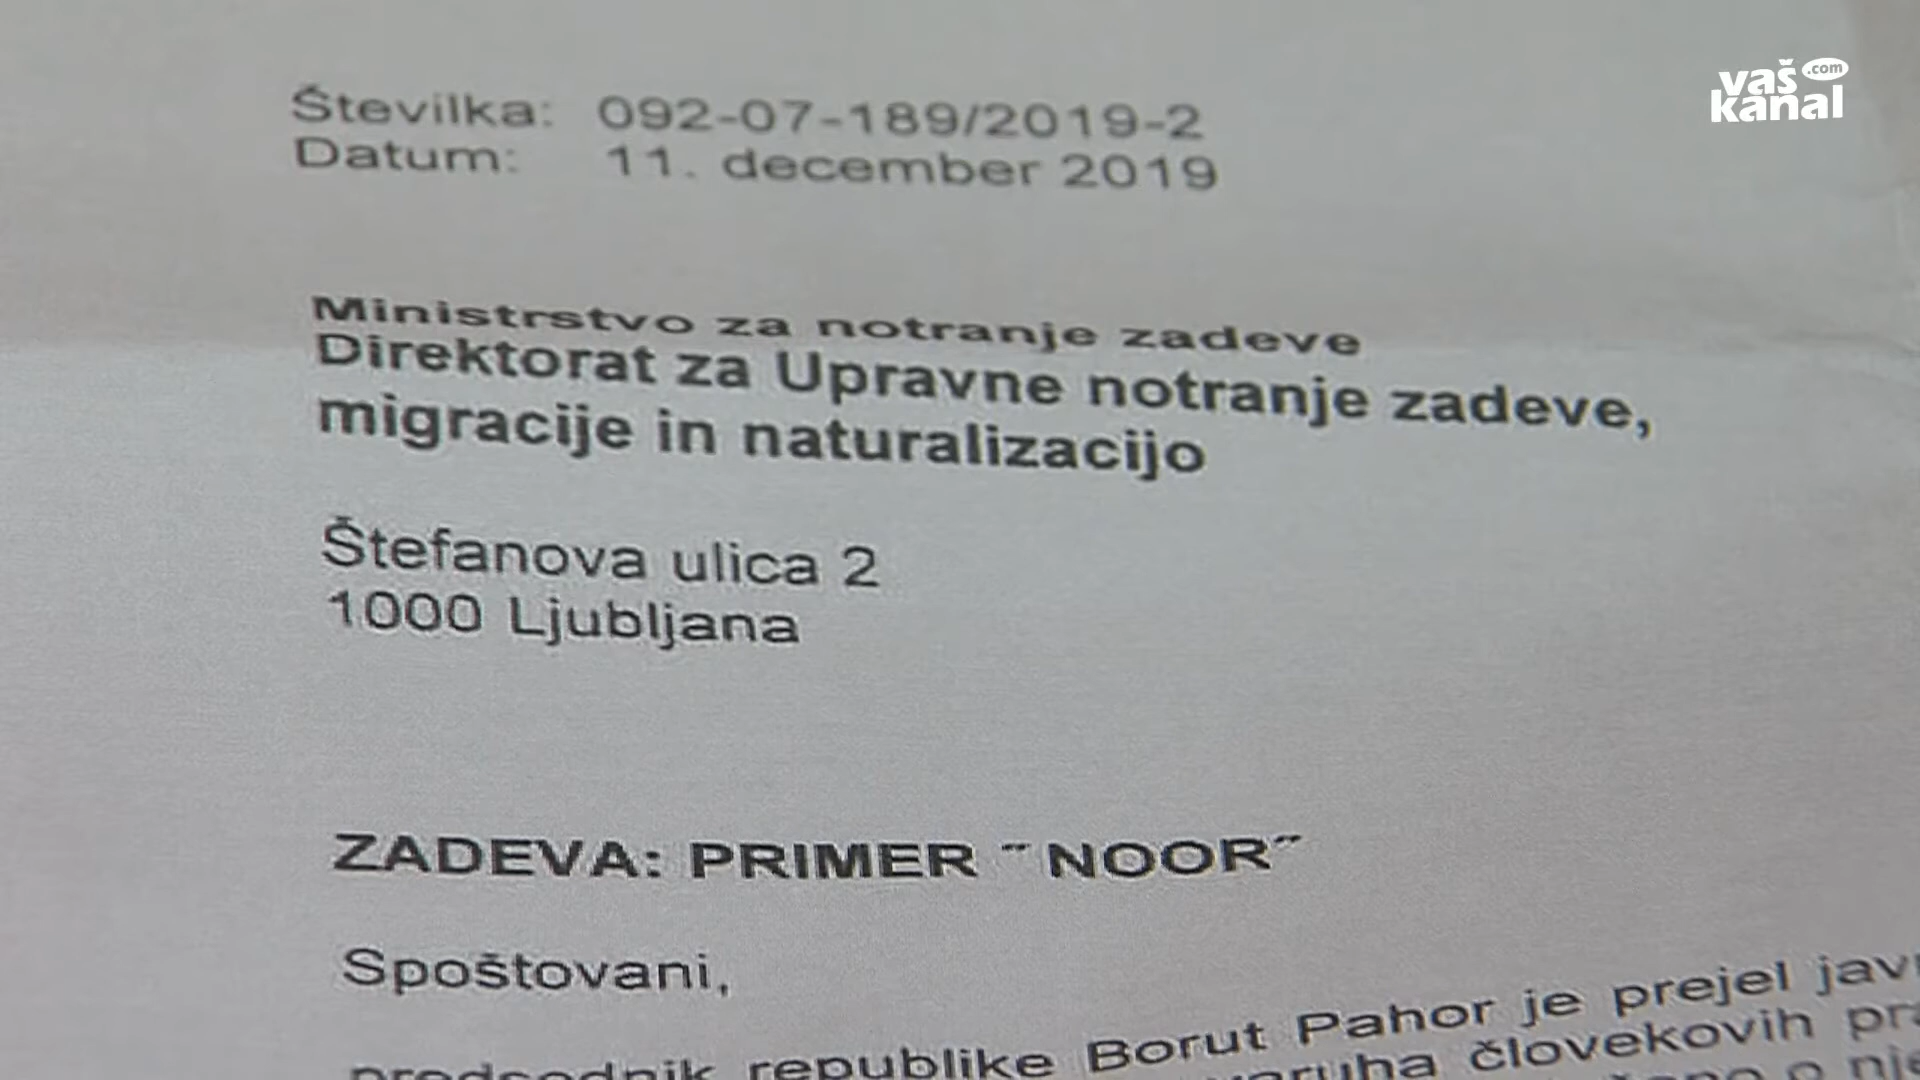 vaš.com
kanal
Številka: 092-07-189/2019-2
Datum: 11. december 2019
Ministrstvo za notranje zadeve
Direktorat za Upravne notranje zadeve,
migracije in naturalizacijo
Štefanova ulica 2
1000 Ljubljana
ZADEVA: PRIMER ˝NOOR˝
Spoštovani,
predsednik republike Borut Pahor je prejel
človekovih